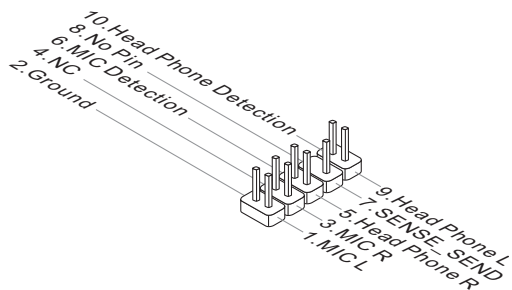 10.Head Phone Detection
8.No Pin
6.MIC Detection
4.NC
2.Ground
9.Head Phone L
7.SENSE_SEND
5.Head Phone R
3.MIC R
1.MIC L